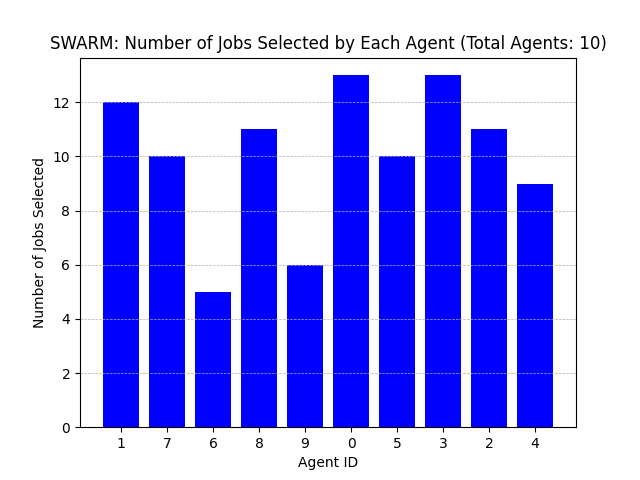 SWARM: Number of Jobs Selected by Each Agent (Total Agents: 10)
Number of Jobs Selected
12
10
8
6
4
2
0
1 7 6 8 9 0 5 3 2 4
Agent ID